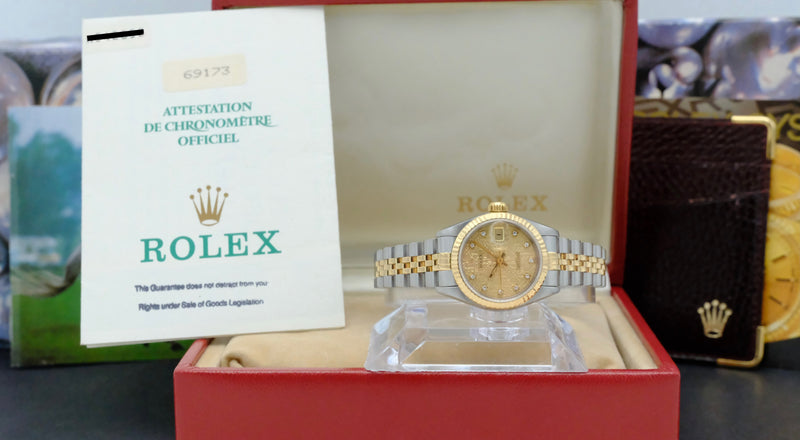 69173
ATTESTATION
DE CHRONOMÈTRE
OFFICIEL
ROLEX
This Guarantee does not detract from your
Rights under Sale of Goods Legislation
ROLEX